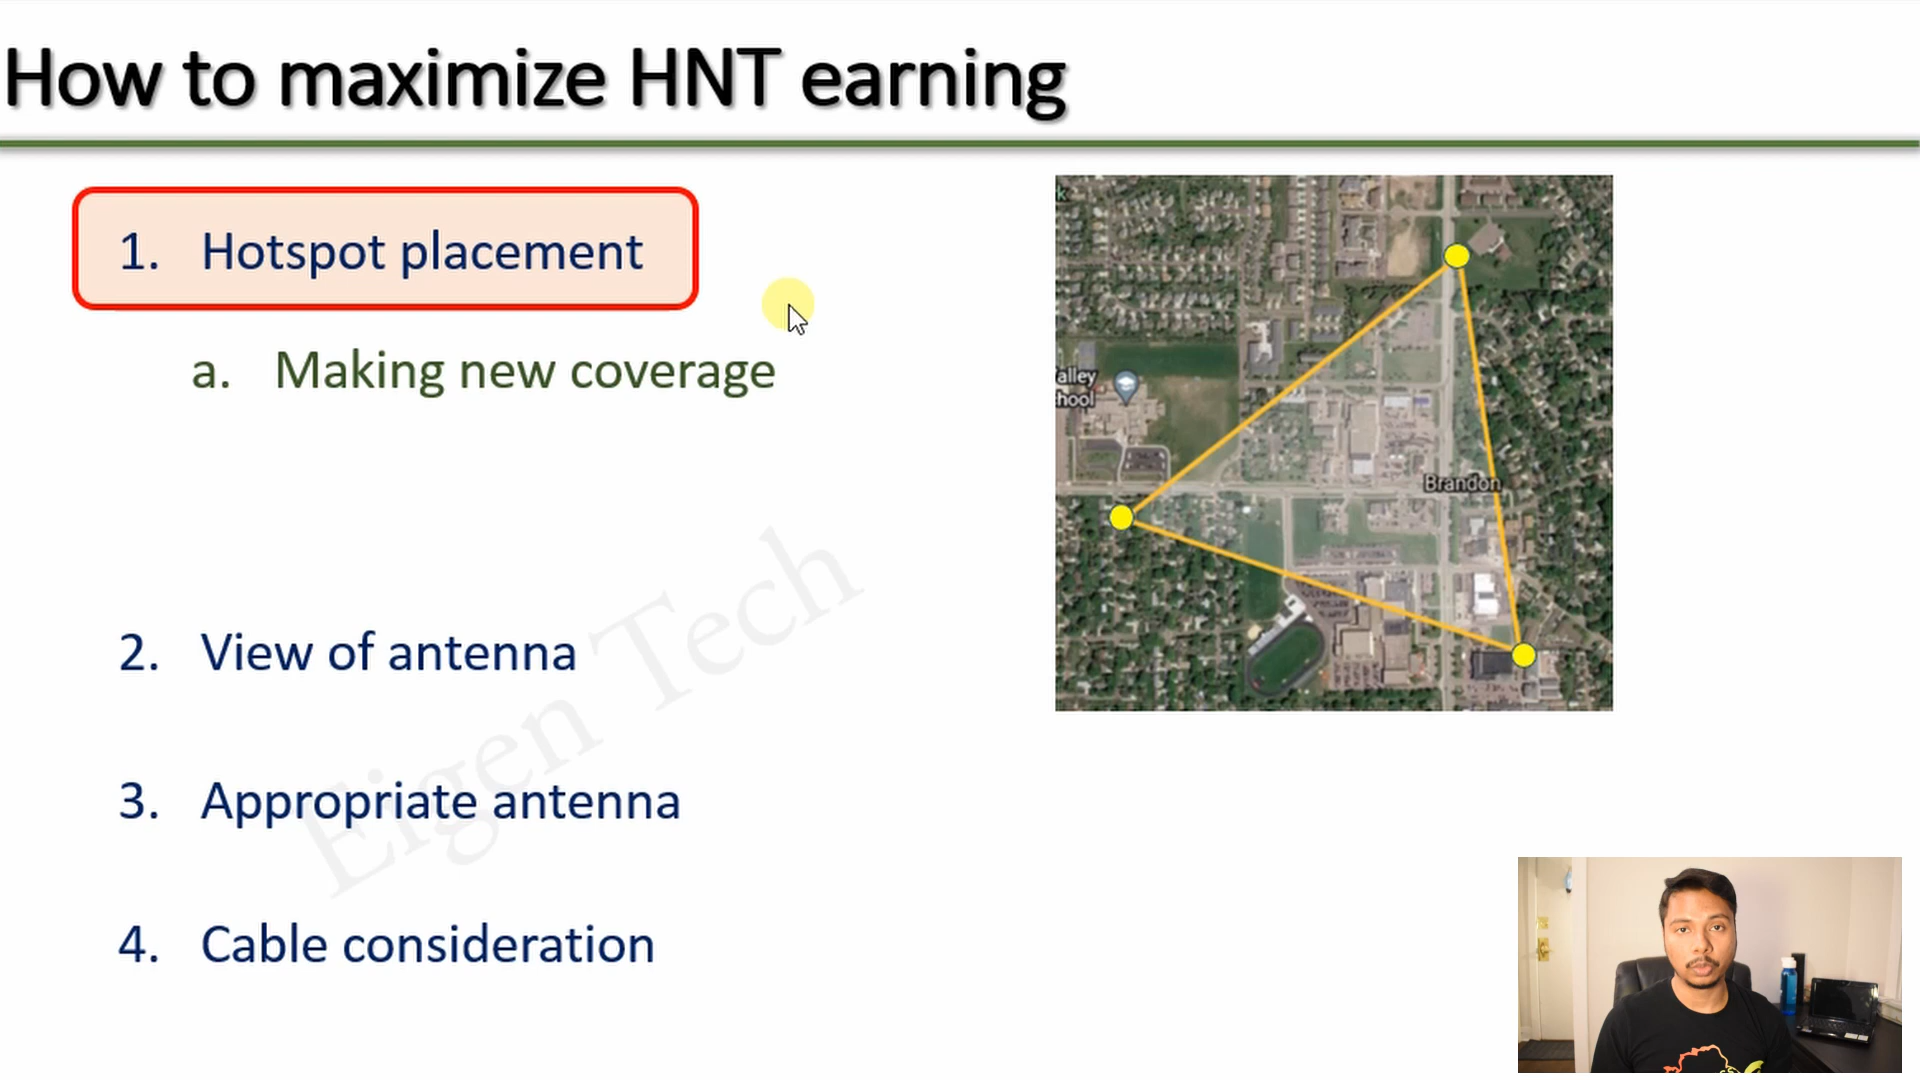 How to maximize HNT earning
1. Hotspot placement
a. Making new coverage
2. View of antenna
3. Appropriate antenna
4. Cable consideration
k
alley
hool
Brandon
Eigen Tech